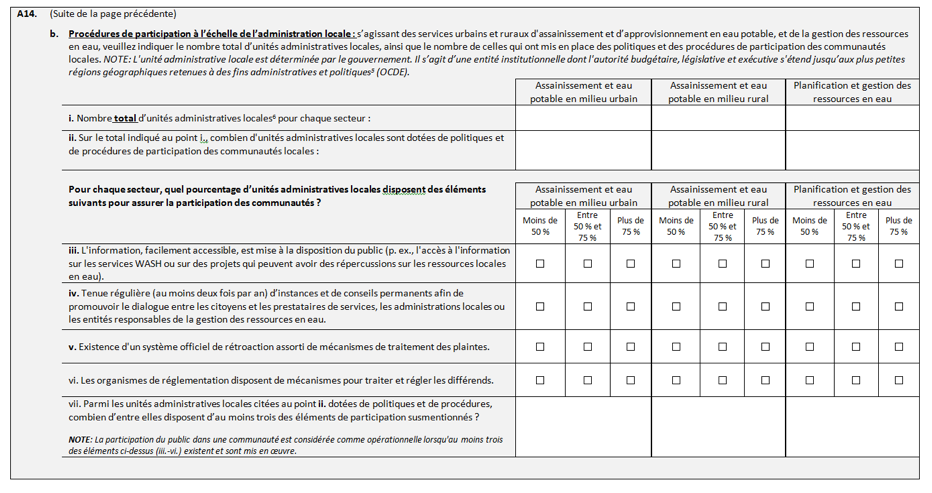 A14. (Suite de la page précédente)
b. Procédures de participation à l'échelle de l'administration locale : s'agissant des services urbains et ruraux d'assainissement et d'approvisionnement en eau potable, et de la gestion des ressources
en eau, veuillez indiquer le nombre total d'unités administratives locales, ainsi que le nombre de celles qui ont mis en place des politiques et des procédures de participation des communautés
locales. NOTE: L'unité administrative locale est déterminée par le gouvernement. Il s'agit d'une entité institutionnelle dont l'autorité budgétaire, législative et exécutive s'étend jusqu'aux plus petites
régions géographiques retenues à des fins administratives et politiques⁵ (OCDE).
Assainissement et eau
potable en milieu urbain
Assainissement et eau
potable en milieu rural
Planification et gestion des
ressources en eau
i. Nombre total d'unités administratives locales⁶ pour chaque secteur :
ii. Sur le total indiqué au point i., combien d'unités administratives locales sont dotées de politiques et
de procédures de participation des communautés locales :
Pour chaque secteur, quel pourcentage d'unités administratives locales disposent des éléments
suivants pour assurer la participation des communautés ?
Assainissement et eau
potable en milieu urbain
Assainissement et eau
potable en milieu rural
Planification et gestion des
ressources en eau
Moins de
50 %
Entre
50 % et
75 %
Plus de
75 %
Moins de
50 %
Entre
50 % et
75 %
Plus de
75 %
Moins de
50 %
Entre
50 % et
75 %
Plus de
75 %
iii. L'information, facilement accessible, est mise à la disposition du public (p. ex., l'accès à l'information
sur les services WASH ou sur des projets qui peuvent avoir des répercussions sur les ressources locales
en eau).
☐ ☐ ☐ ☐ ☐ ☐ ☐ ☐ ☐
iv. Tenue régulière (au moins deux fois par an) d'instances et de conseils permanents afin de
promouvoir le dialogue entre les citoyens et les prestataires de services, les administrations locales ou
les entités responsables de la gestion des ressources en eau.
☐ ☐ ☐ ☐ ☐ ☐ ☐ ☐ ☐
v. Existence d'un système officiel de rétroaction assorti de mécanismes de traitement des plaintes.
☐ ☐ ☐ ☐ ☐ ☐ ☐ ☐ ☐
vi. Les organismes de réglementation disposent de mécanismes pour traiter et régler les différends.
☐ ☐ ☐ ☐ ☐ ☐ ☐ ☐ ☐
vii. Parmi les unités administratives locales citées au point ii. dotées de politiques et de procédures,
combien d'entre elles disposent d'au moins trois des éléments de participation susmentionnés ?
NOTE: La participation du public dans une communauté est considérée comme opérationnelle lorsqu'au moins trois
des éléments ci-dessus (iii.-vi.) existent et sont mis en œuvre.